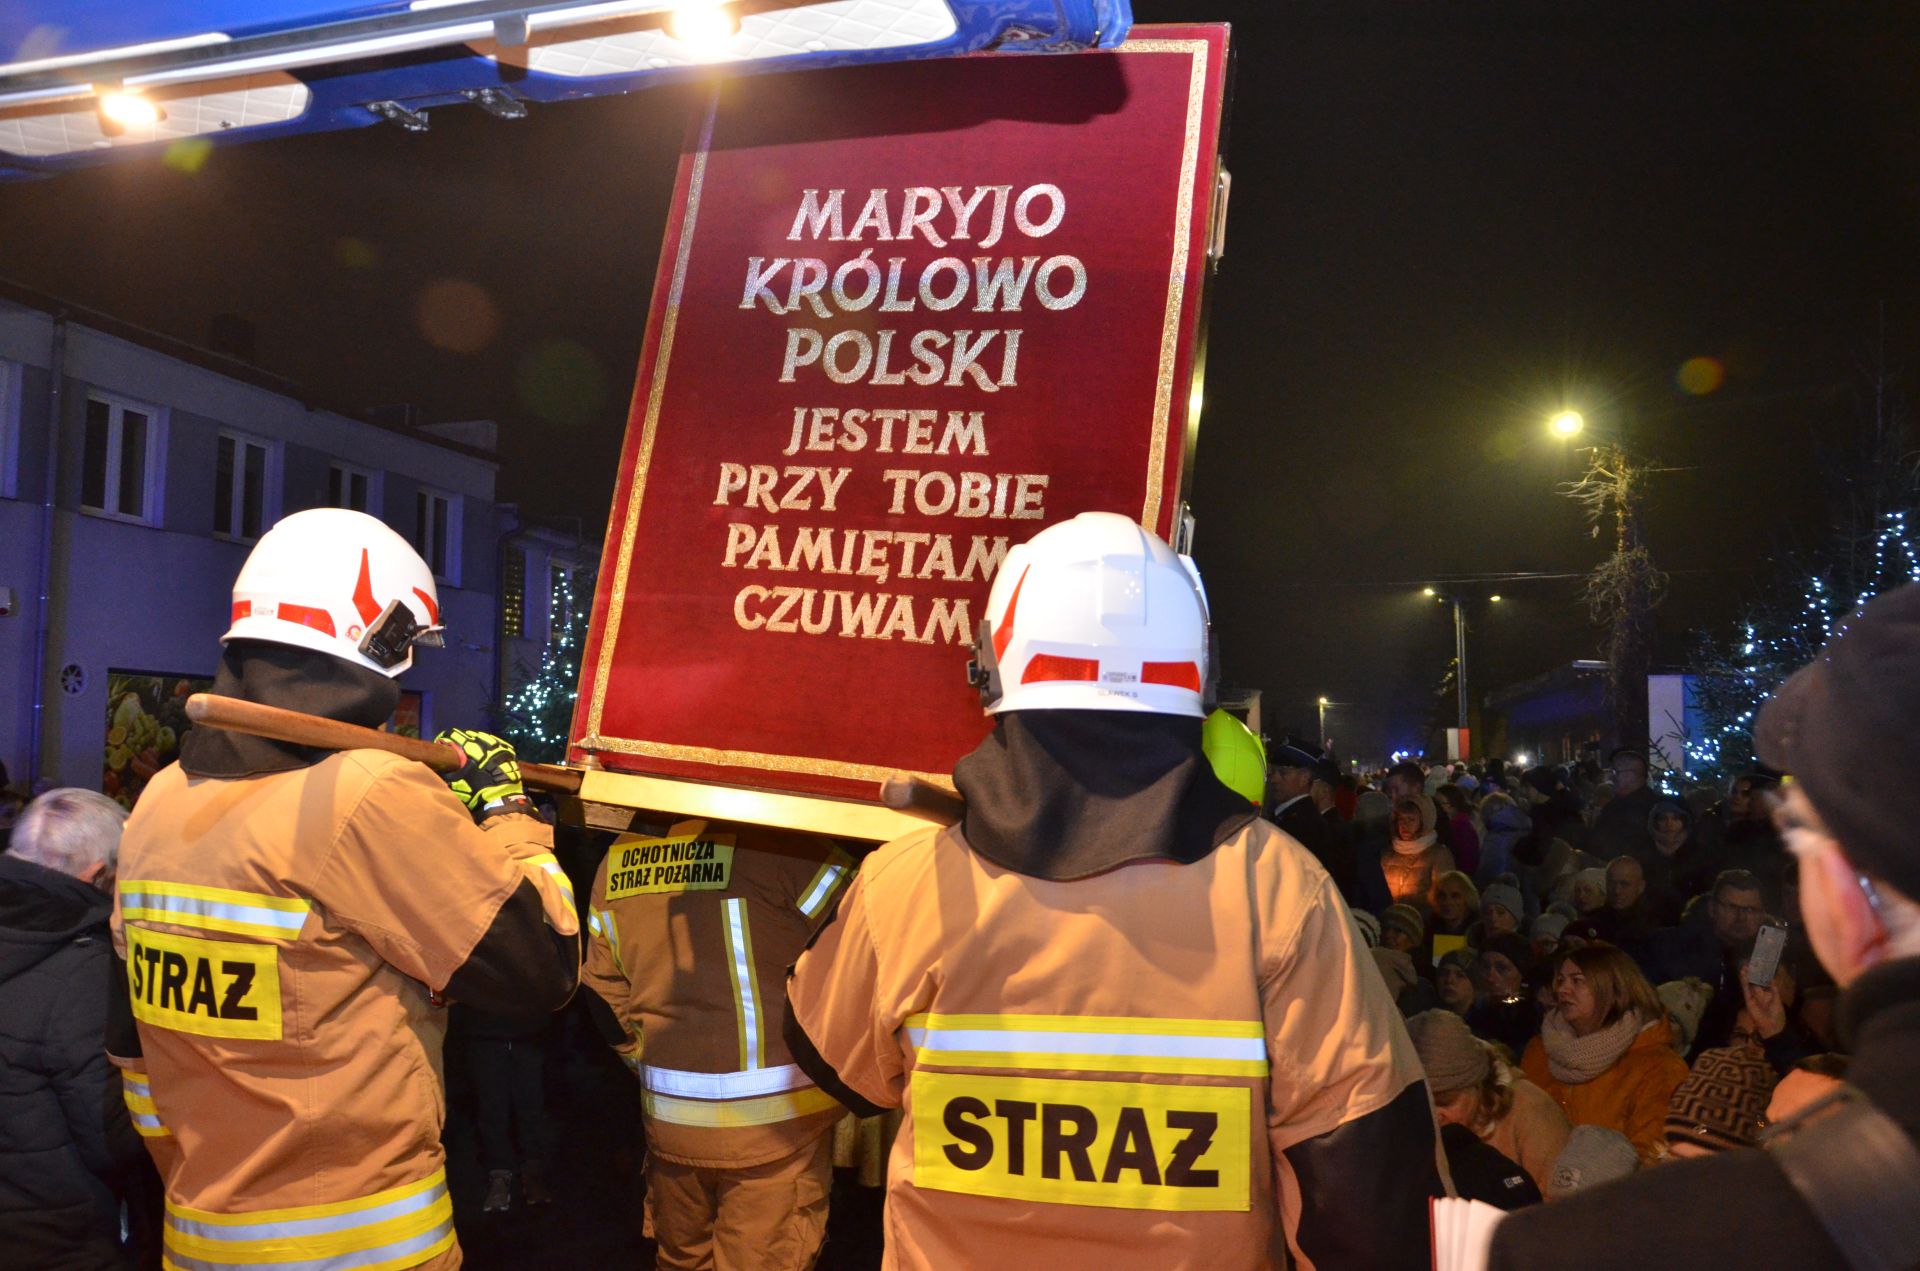 MARYJO
KRÓLOWO
POLSKI
JESTEM
PRZY TOBIE
PAMIĘTAM
CZUWAM
OCHOTNICZA
STRAŻ POŻARNA
STRAŻ
STRAŻ